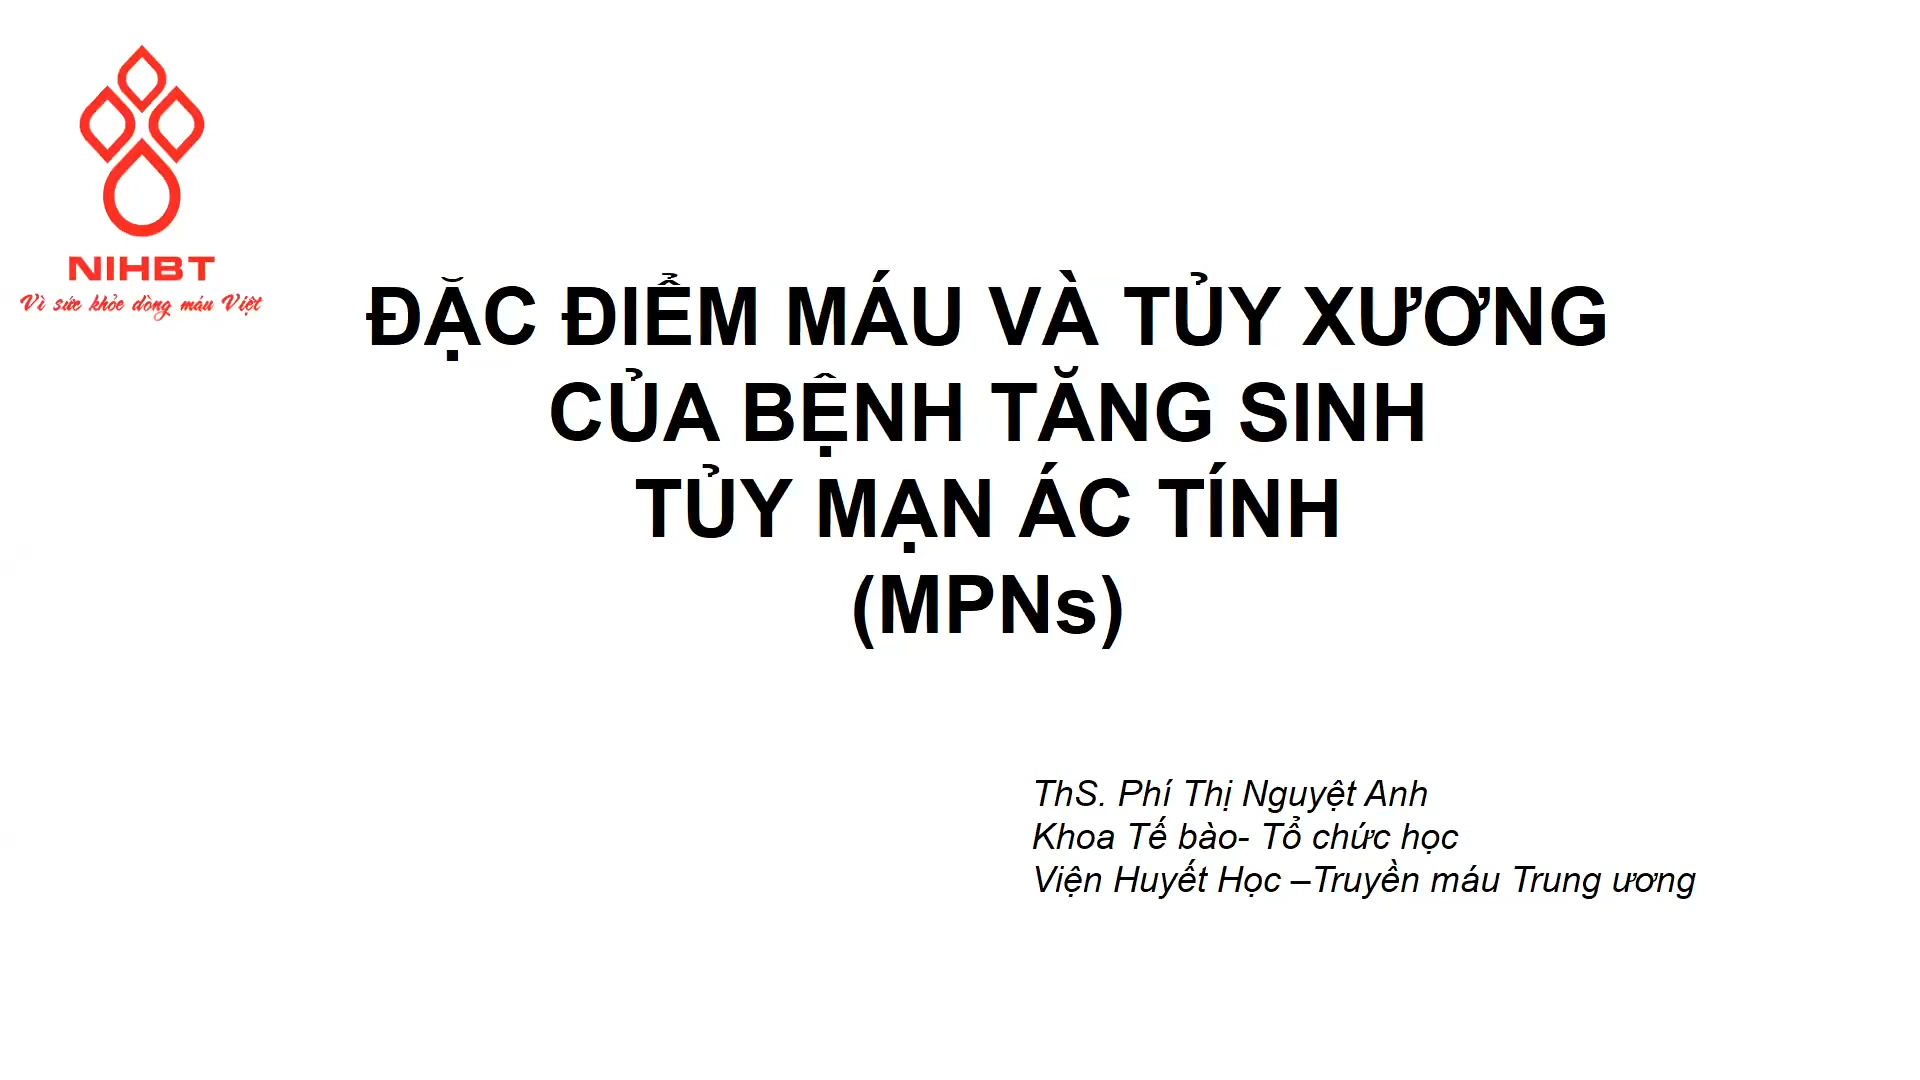 NIHBT
Vì sức khỏe dòng máu Việt
ĐẶC ĐIỂM MÁU VÀ TỦY XƯƠNG
CỦA BỆNH TĂNG SINH
TỦY MẠN ÁC TÍNH
(MPNs)
ThS. Phí Thị Nguyệt Anh
Khoa Tế bào- Tổ chức học
Viện Huyết Học –Truyền máu Trung ương